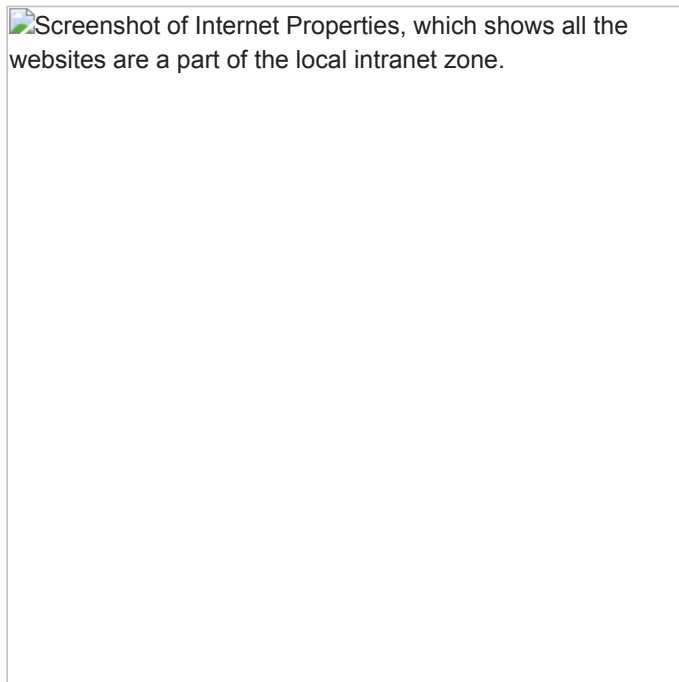 Screenshot of Internet Properties, which shows all the
websites are a part of the local intranet zone.